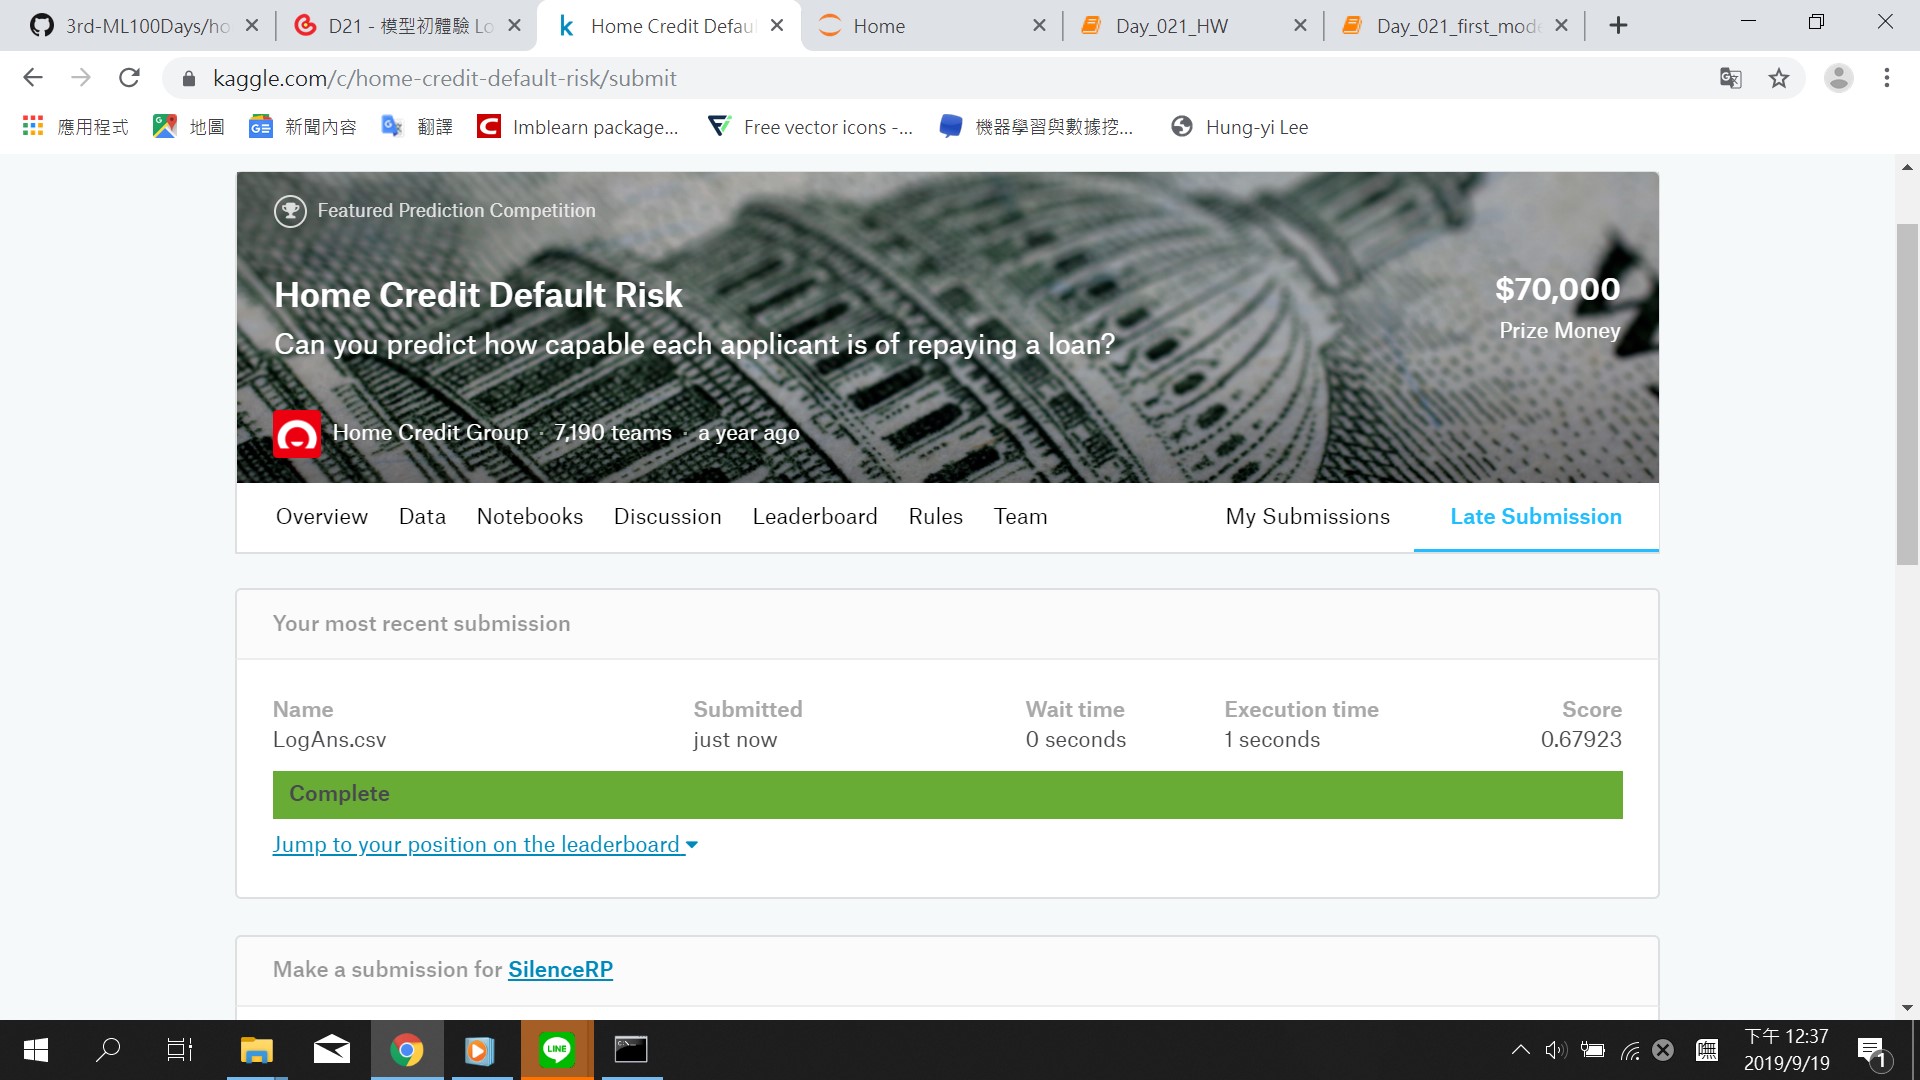 3rd-ML100Days/ho
D21 - 模型初體驗 Lo
Home Credit Defaul
Home
Day_021_HW
Day_021_first_mode
kaggle.com/c/home-credit-default-risk/submit
應用程式
地圖
新聞內容
翻譯
Imblearn package...
Free vector icons -...
機器學習與數據挖...
Hung-yi Lee
Featured Prediction Competition
Home Credit Default Risk
Can you predict how capable each applicant is of repaying a loan?
$70,000
Prize Money
Home Credit Group · 7,190 teams · a year ago
Overview Data Notebooks Discussion Leaderboard Rules Team My Submissions Late Submission
Your most recent submission
Name Submitted Wait time Execution time Score
LogAns.csv just now 0 seconds 1 seconds 0.67923
Complete
Jump to your position on the leaderboard
Make a submission for SilenceRP
LINE
下午 12:37
2019/9/19
1